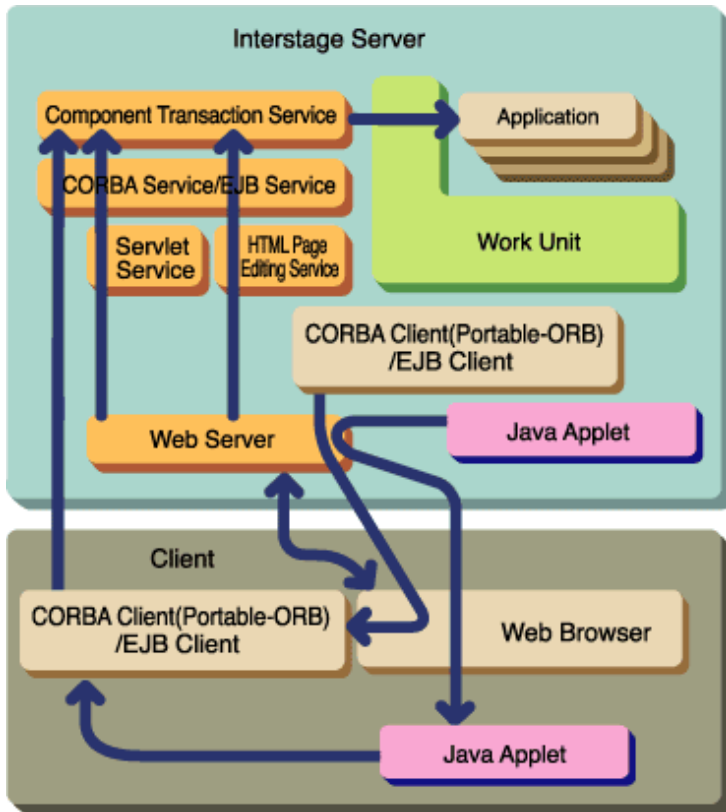 Interstage Server
Component Transaction Service
Application
CORBA Service/EJB Service
Servlet
Service
HTML Page
Editing Service
Work Unit
CORBA Client(Portable-ORB)
/EJB Client
Web Server
Java Applet
Client
CORBA Client(Portable-ORB)
/EJB Client
Web Browser
Java Applet